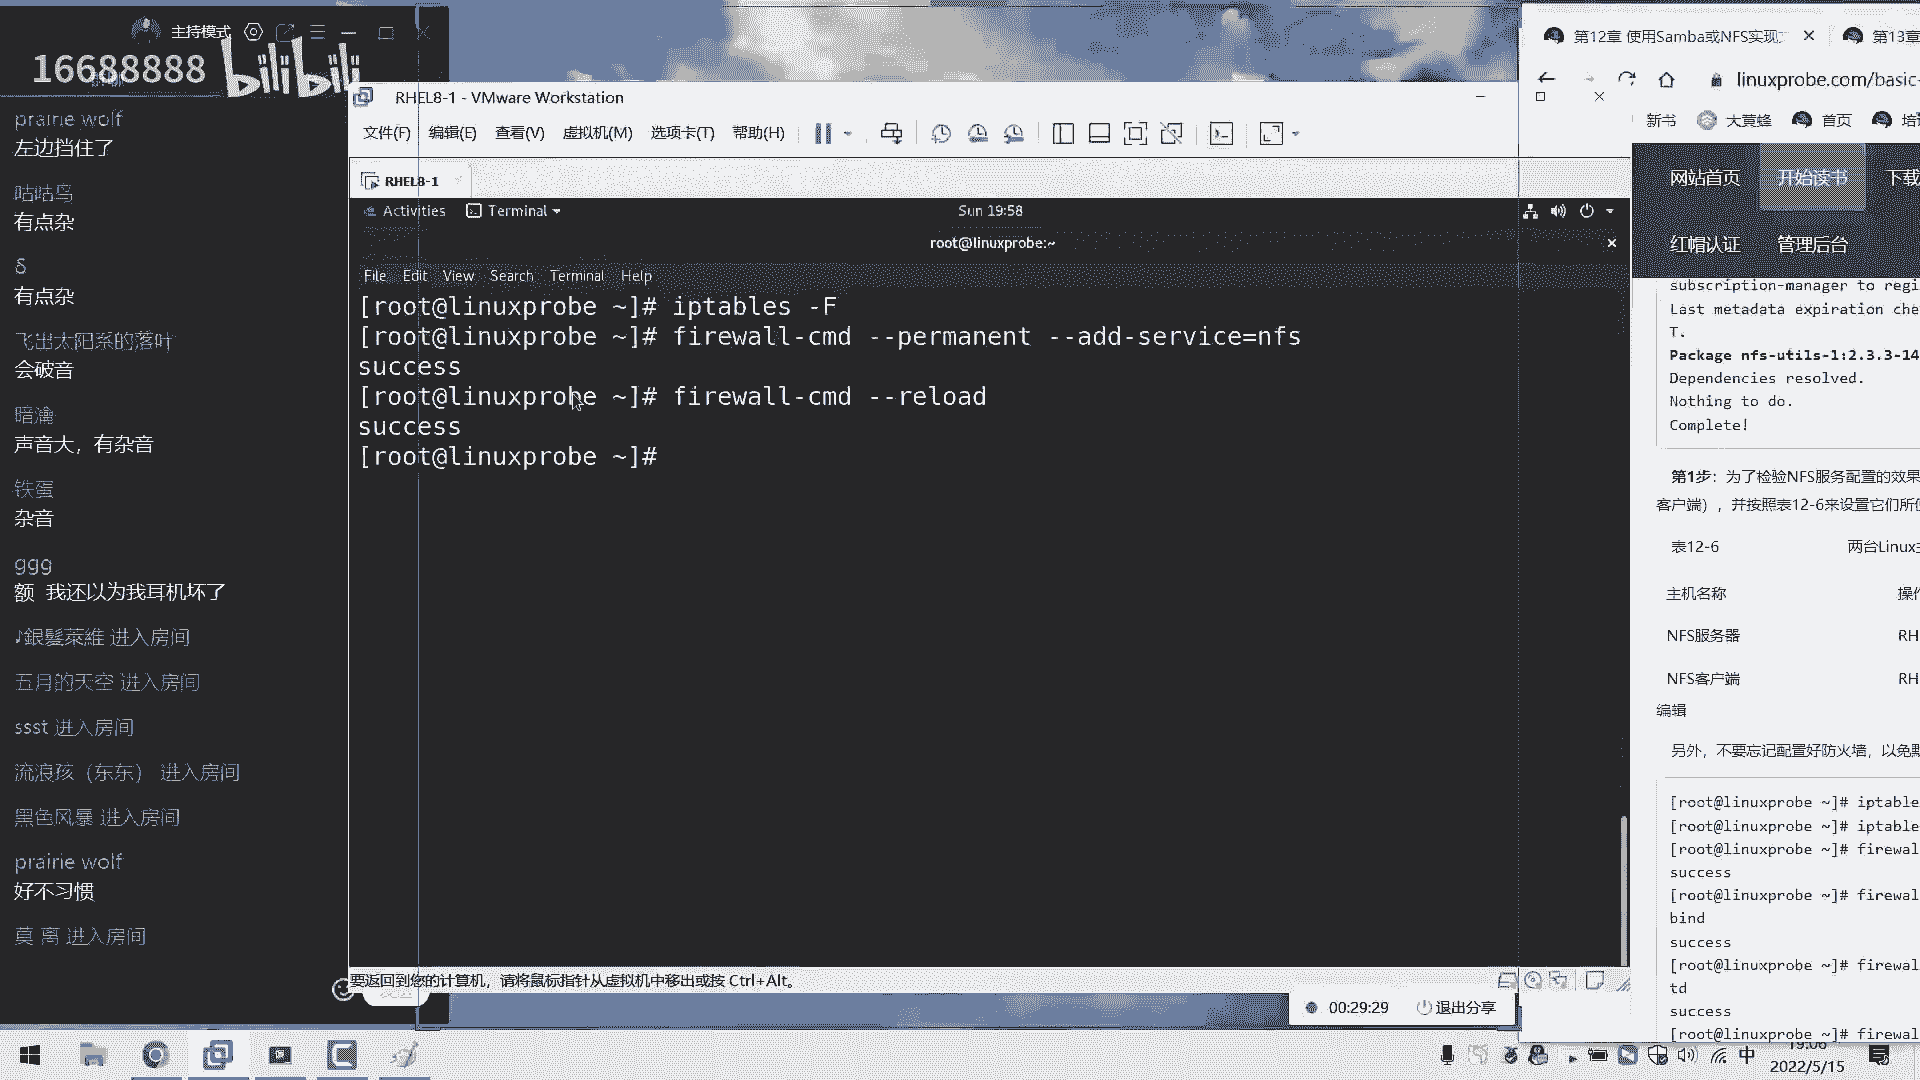 主持模式
16688888
bilibili
prairie wolf
左边挡住了
咕咕鸟
有点杂
δ
有点杂
飞出太阳系的落叶
会破音
暗瀹
声音大，有杂音
铁蛋
杂音
ggg
额 我还以为我耳机坏了
♪銀髮萊維 进入房间
五月的天空 进入房间
ssst 进入房间
流浪孩（东东） 进入房间
黑色风暴 进入房间
prairie wolf
好不习惯
莫 离 进入房间
RHEL8-1 - VMware Workstation
文件(F) 编辑(E) 查看(V) 虚拟机(M) 选项卡(T) 帮助(H)
RHEL8-1
Activities Terminal Sun 19:58
root@linuxprobe:~
File Edit View Search Terminal Help
[root@linuxprobe ~]# iptables -F
[root@linuxprobe ~]# firewall-cmd --permanent --add-service=nfs
success
[root@linuxprobe ~]# firewall-cmd --reload
success
[root@linuxprobe ~]#
要返回到您的计算机，请将鼠标指针从虚拟机中移出或按 Ctrl+Alt。
00:29:29 退出分享
第12章 使用Samba或NFS实现 第13章
linuxprobe.com/basic-
新书 大黄蜂 首页
网站首页 开始读书 下载
红帽认证 管理后台
subscription-manager to regi
Last metadata expiration che
T.
Package nfs-utils-1:2.3.3-14
Dependencies resolved.
Nothing to do.
Complete!
第1步：为了检验NFS服务配置的效果
客户端），并按照表12-6来设置它们所使
表12-6 两台Linux主
主机名称 操作
NFS服务器 RH
NFS客户端 RH
编辑
另外，不要忘记配置好防火墙，以免默
[root@linuxprobe ~]# iptable
[root@linuxprobe ~]# iptable
[root@linuxprobe ~]# firewal
success
[root@linuxprobe ~]# firewal
bind
success
[root@linuxprobe ~]# firewal
td
success
[root@linuxprobe ~]# firewal
中
19:06
2022/5/15